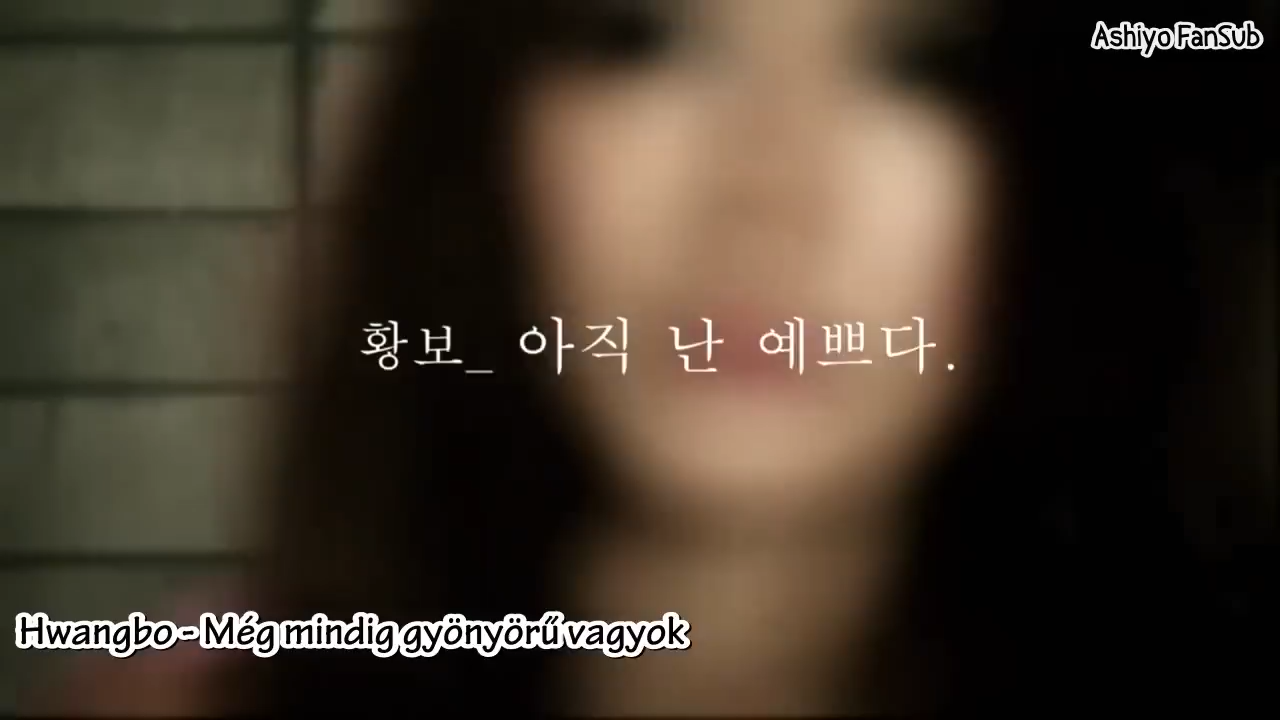 Ashiyo FanSub
황보_ 아직 난 예쁘다.
Hwangbo - Még mindig gyönyörű vagyok